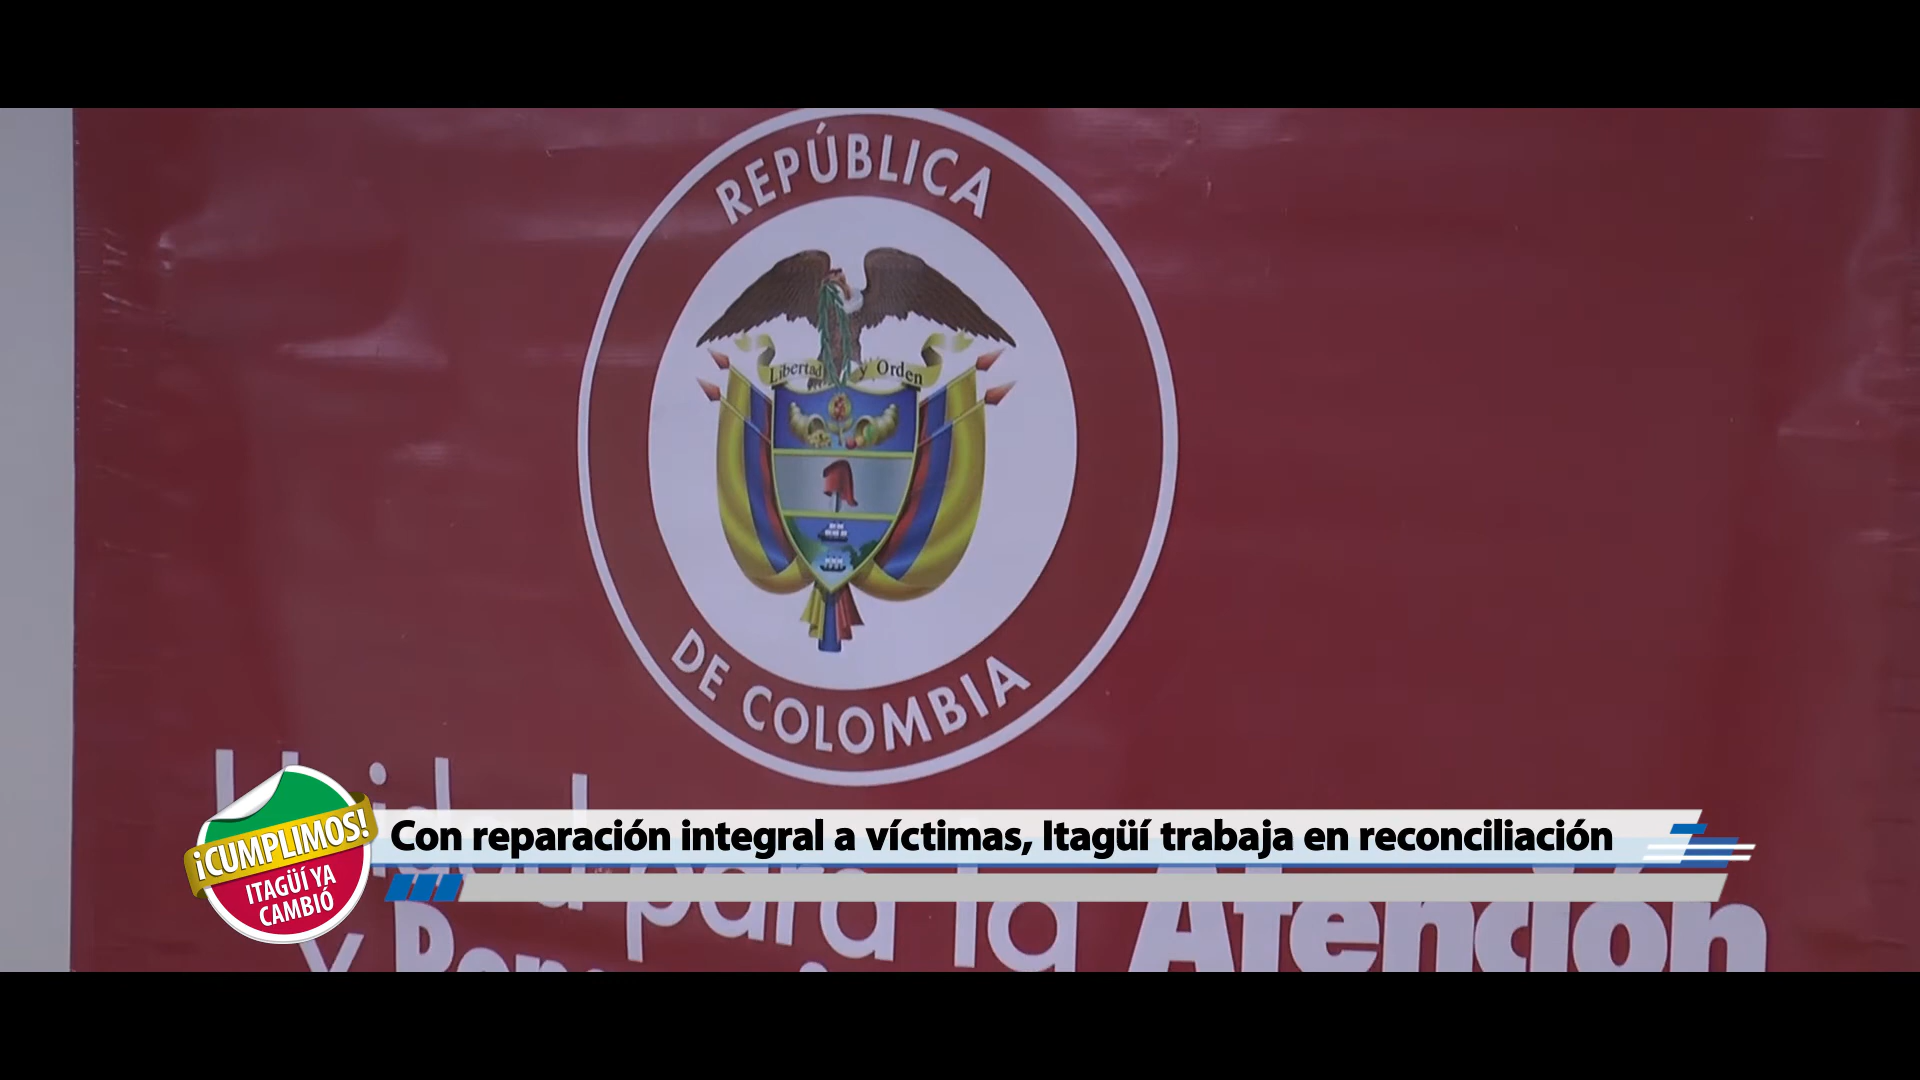 REPÚBLICA
Libertad y Orden
DE COLOMBIA
¡CUMPLIMOS!
ITAGÜÍ YA
CAMBIÓ
Con reparación integral a víctimas, Itagüí trabaja en reconciliación
para la Atención
y